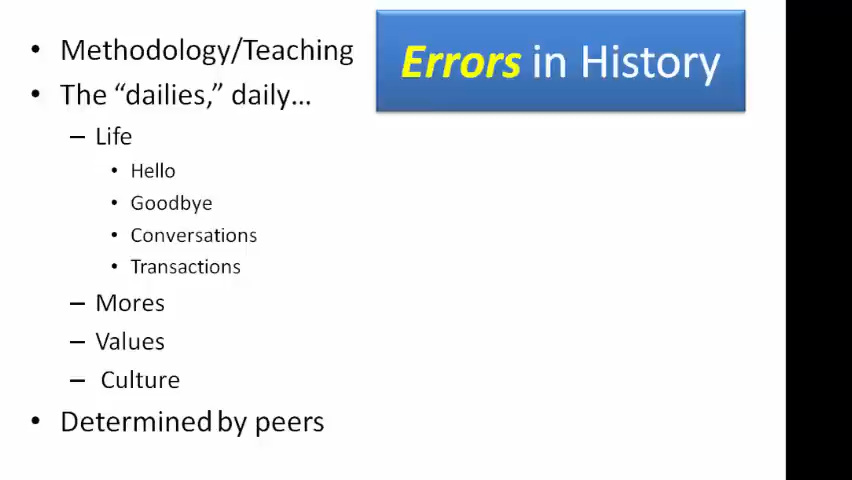 Errors in History
• Methodology/Teaching
• The “dailies,” daily…
– Life
• Hello
• Goodbye
• Conversations
• Transactions
– Mores
– Values
– Culture
• Determined by peers